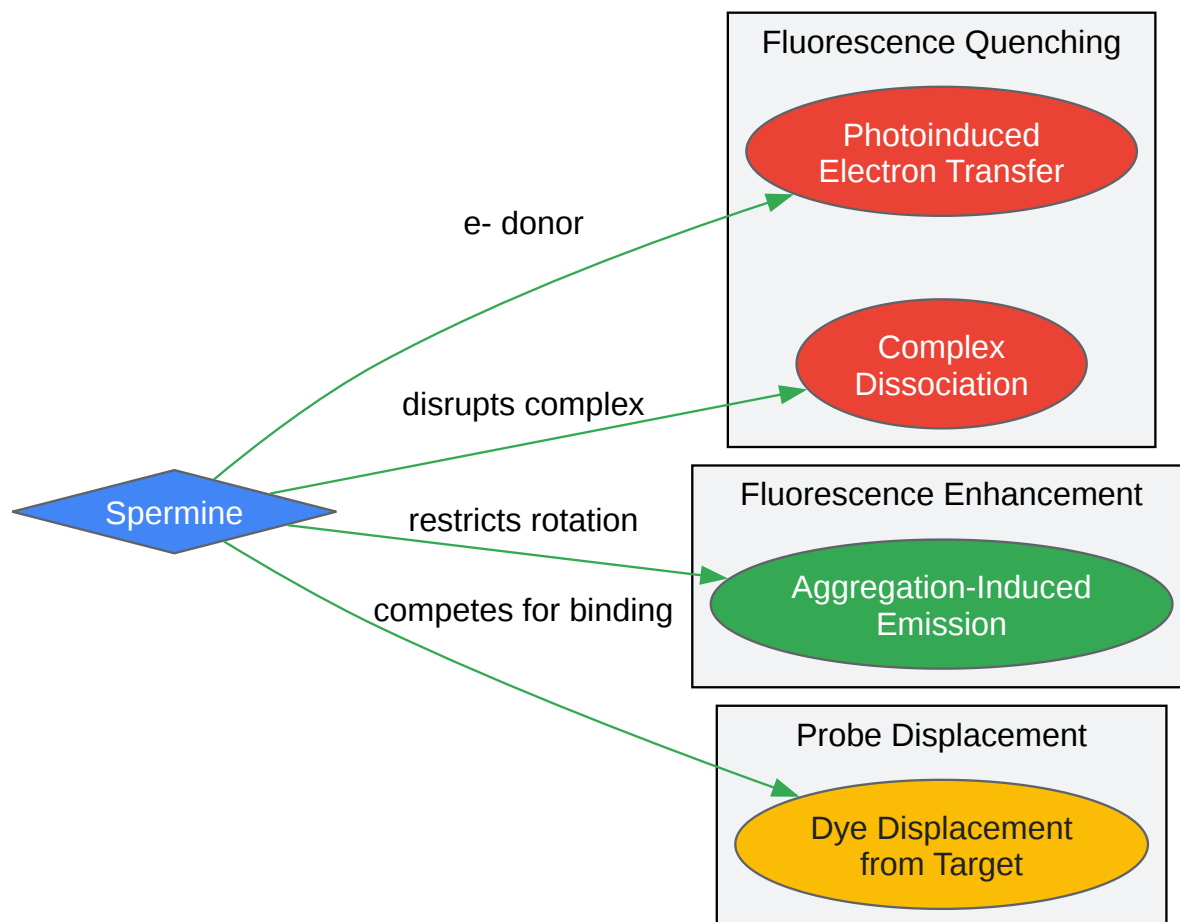 Fluorescence Quenching
Photoinduced
Electron Transfer
e- donor
Complex
Dissociation
disrupts complex
Fluorescence Enhancement
Spermine
restricts rotation
Aggregation-Induced
Emission
competes for binding
Probe Displacement
Dye Displacement
from Target